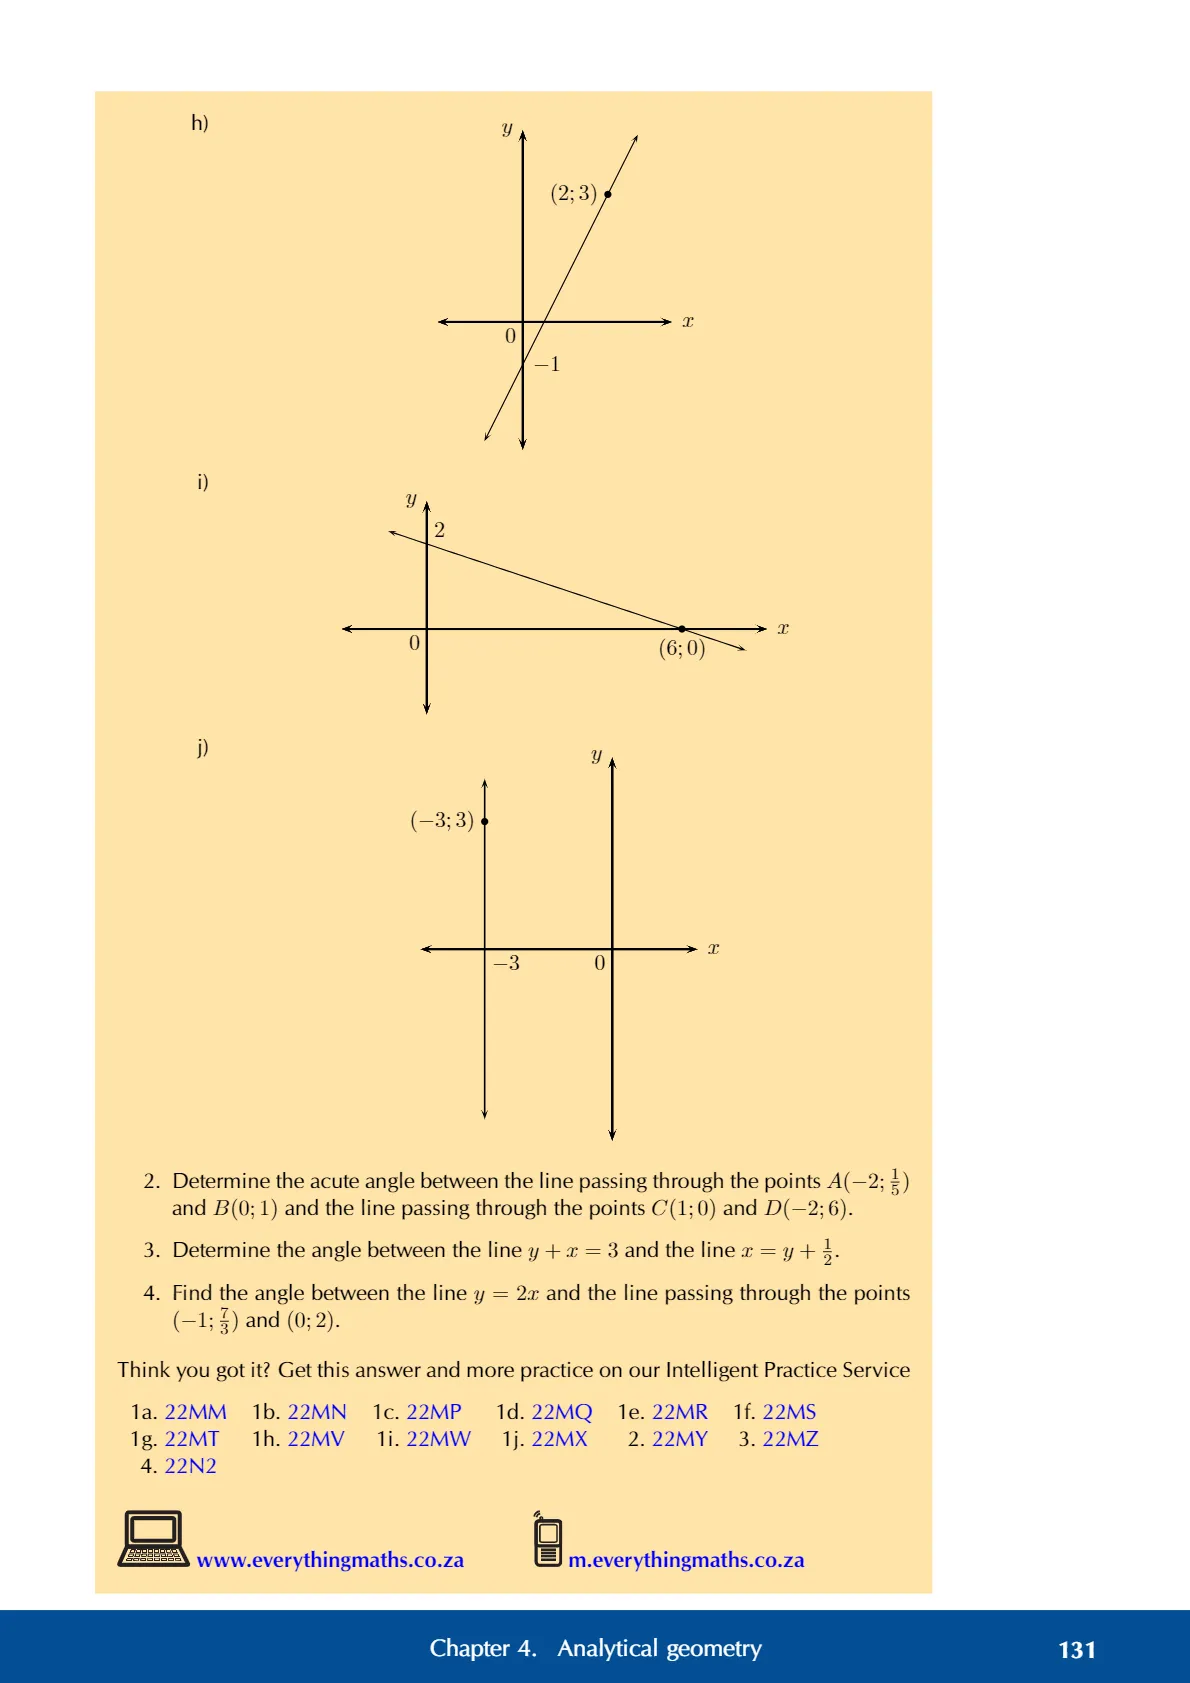 h)
y
(2; 3)
x
0
−1
i)
y
2
x
0
(6; 0)
j)
y
(−3; 3)
x
−3
0
2. Determine the acute angle between the line passing through the points A(−2; 1/5)
and B(0; 1) and the line passing through the points C(1; 0) and D(−2; 6).
3. Determine the angle between the line y + x = 3 and the line x = y + 1/2.
4. Find the angle between the line y = 2x and the line passing through the points
(−1; 7/3) and (0; 2).
Think you got it? Get this answer and more practice on our Intelligent Practice Service
1a. 22MM 1b. 22MN 1c. 22MP 1d. 22MQ 1e. 22MR 1f. 22MS
1g. 22MT 1h. 22MV 1i. 22MW 1j. 22MX 2. 22MY 3. 22MZ
4. 22N2
www.everythingmaths.co.za m.everythingmaths.co.za
Chapter 4. Analytical geometry 131